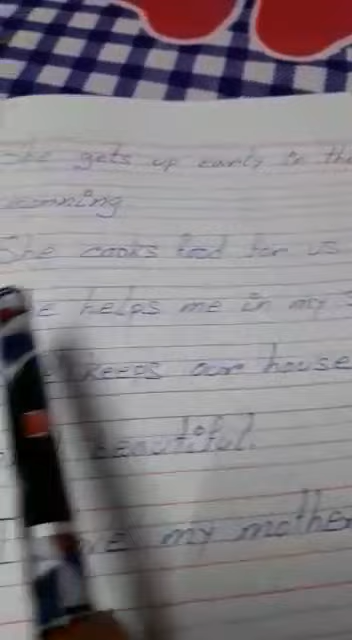 She gets up early in the
morning
She cooks food for us
helps me in my
keeps our house
beautiful.
my mother